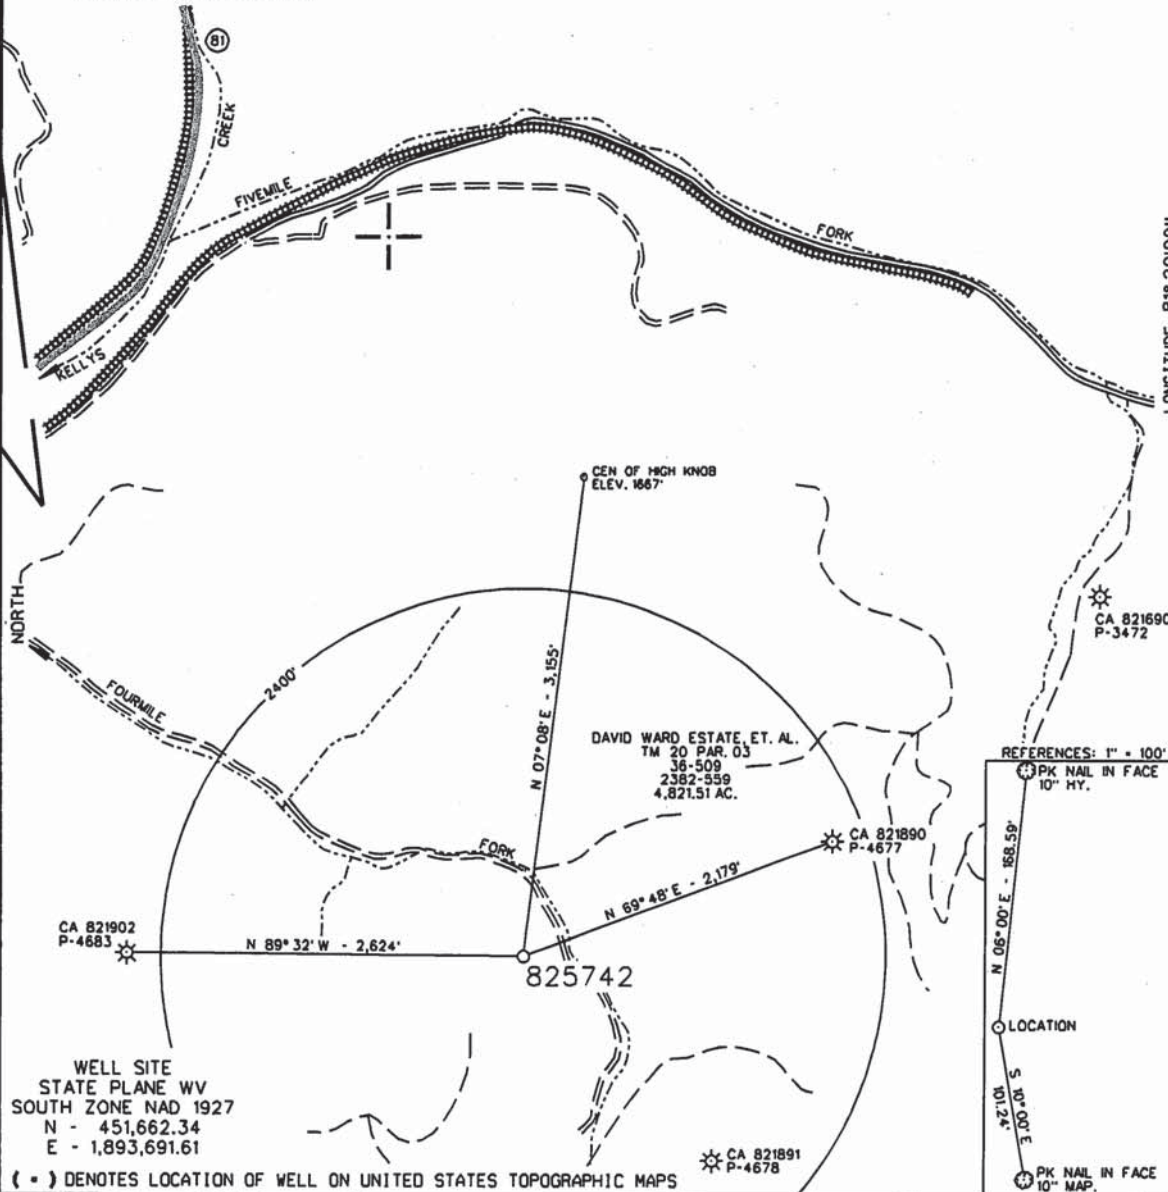 81
CREEK
FIVEMILE
FORK
KELLYS
CEN OF HIGH KNOB
ELEV. 1667'
NORTH
CA 821690
P-3472
2400'
N 07° 08' E - 3,155'
FOURMILE
DAVID WARD ESTATE, ET. AL.
TM 20 PAR. 03
36-509
2382-559
4,821.51 AC.
REFERENCES: 1" = 100'
PK NAIL IN FACE
10" HY.
FORK
CA 821890
P-4677
N 69° 48' E - 2,179'
N 06° 00' E - 168.59'
CA 821902
P-4683
N 89° 32' W - 2,624'
825742
LOCATION
S 10° 00' E
101.24'
WELL SITE
STATE PLANE WV
SOUTH ZONE NAD 1927
N - 451,662.34
E - 1,893,691.61
CA 821891
P-4678
PK NAIL IN FACE
10" MAP.
( • ) DENOTES LOCATION OF WELL ON UNITED STATES TOPOGRAPHIC MAPS